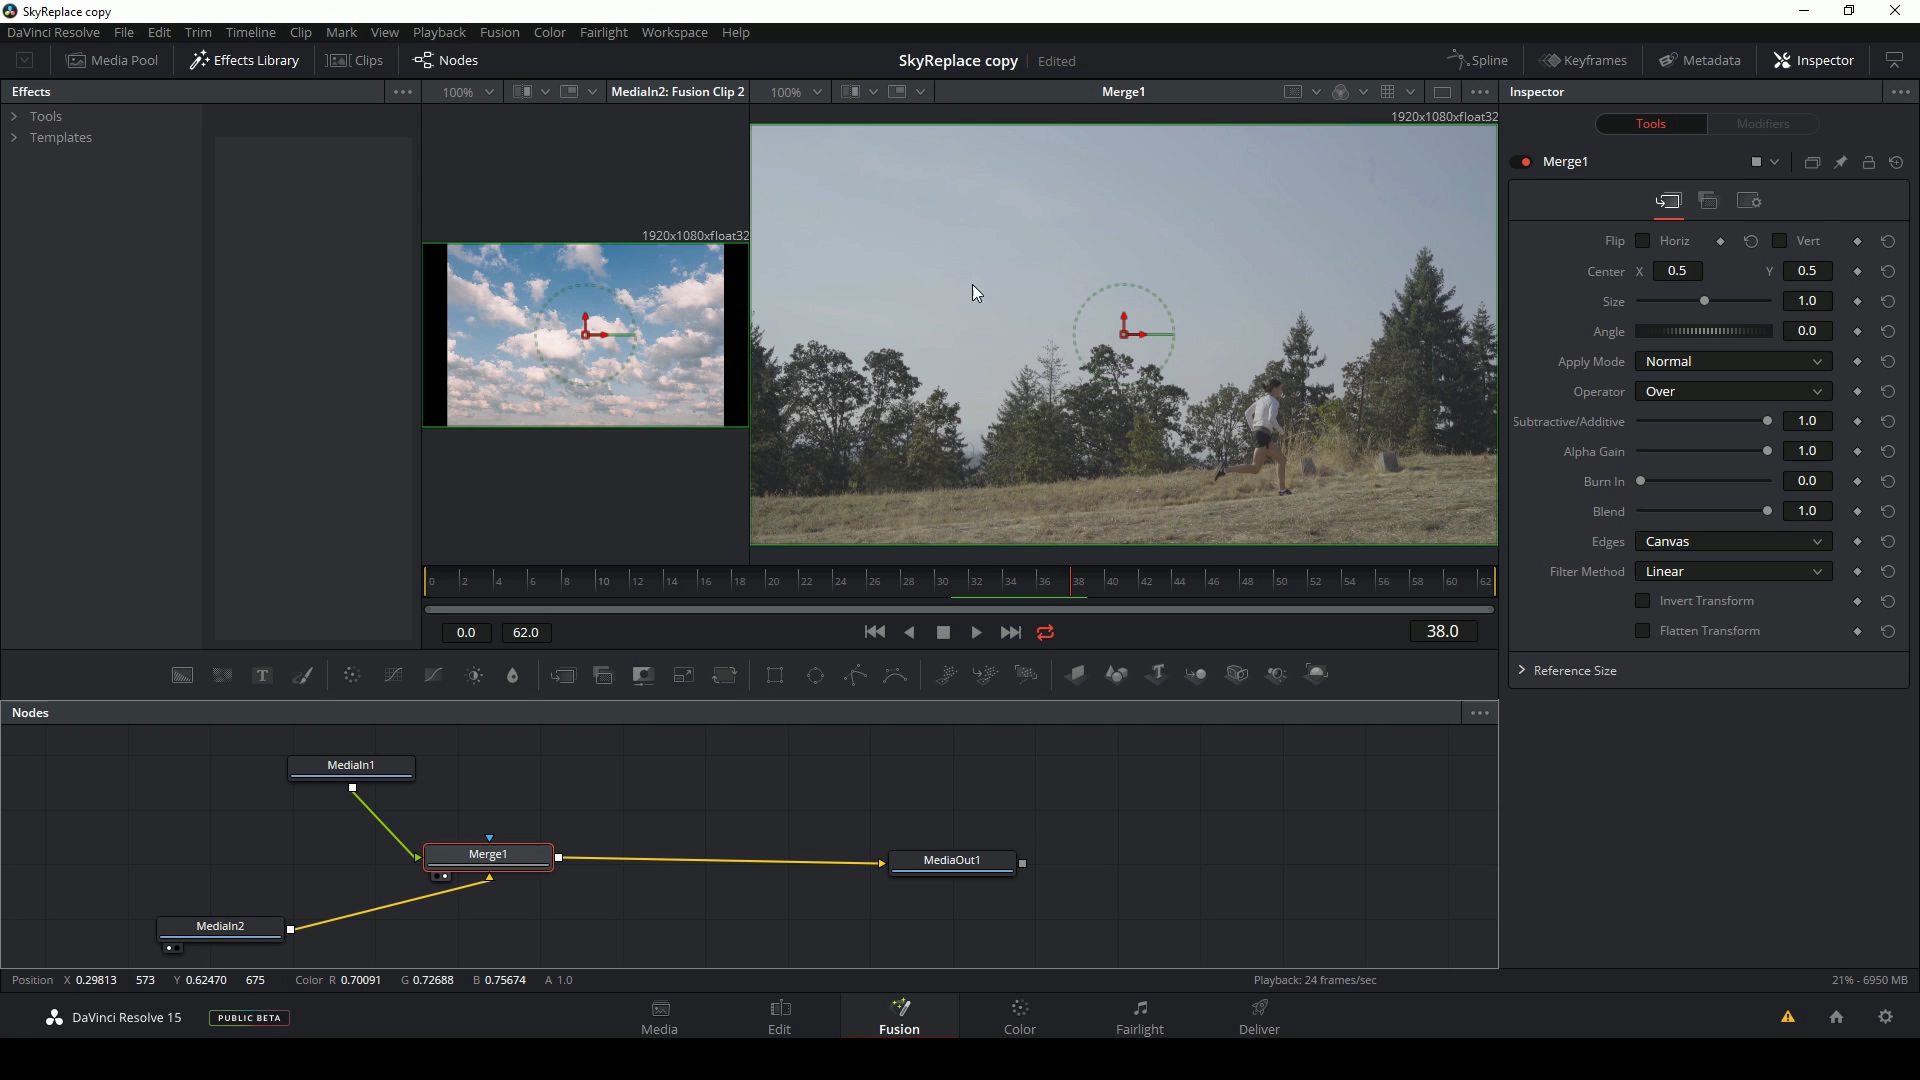 SkyReplace copy
DaVinci Resolve File Edit Trim Timeline Clip Mark View Playback Fusion Color Fairlight Workspace Help
Media Pool Effects Library Clips Nodes SkyReplace copy Edited Spline Keyframes Metadata Inspector
Effects 100% MediaIn2: Fusion Clip 2 100% Merge1 Inspector
Tools
Templates
1920x1080xfloat32
1920x1080xfloat32
Tools Modifiers
Merge1
Flip Horiz Vert
Center X 0.5 Y 0.5
Size 1.0
Angle 0.0
Apply Mode Normal
Operator Over
Subtractive/Additive 1.0
Alpha Gain 1.0
Burn In 0.0
Blend 1.0
Edges Canvas
Filter Method Linear
Invert Transform
Flatten Transform
Reference Size
0 2 4 6 8 10 12 14 16 18 20 22 24 26 28 30 32 34 36 38 40 42 44 46 48 50 52 54 56 58 60 62
0.0 62.0 38.0
T
Nodes
MediaIn1
Merge1
MediaOut1
MediaIn2
Position X 0.29813 573 Y 0.62470 675 Color R 0.70091 G 0.72688 B 0.75674 A 1.0 Playback: 24 frames/sec 21% - 6950 MB
DaVinci Resolve 15 PUBLIC BETA
Media Edit Fusion Color Fairlight Deliver